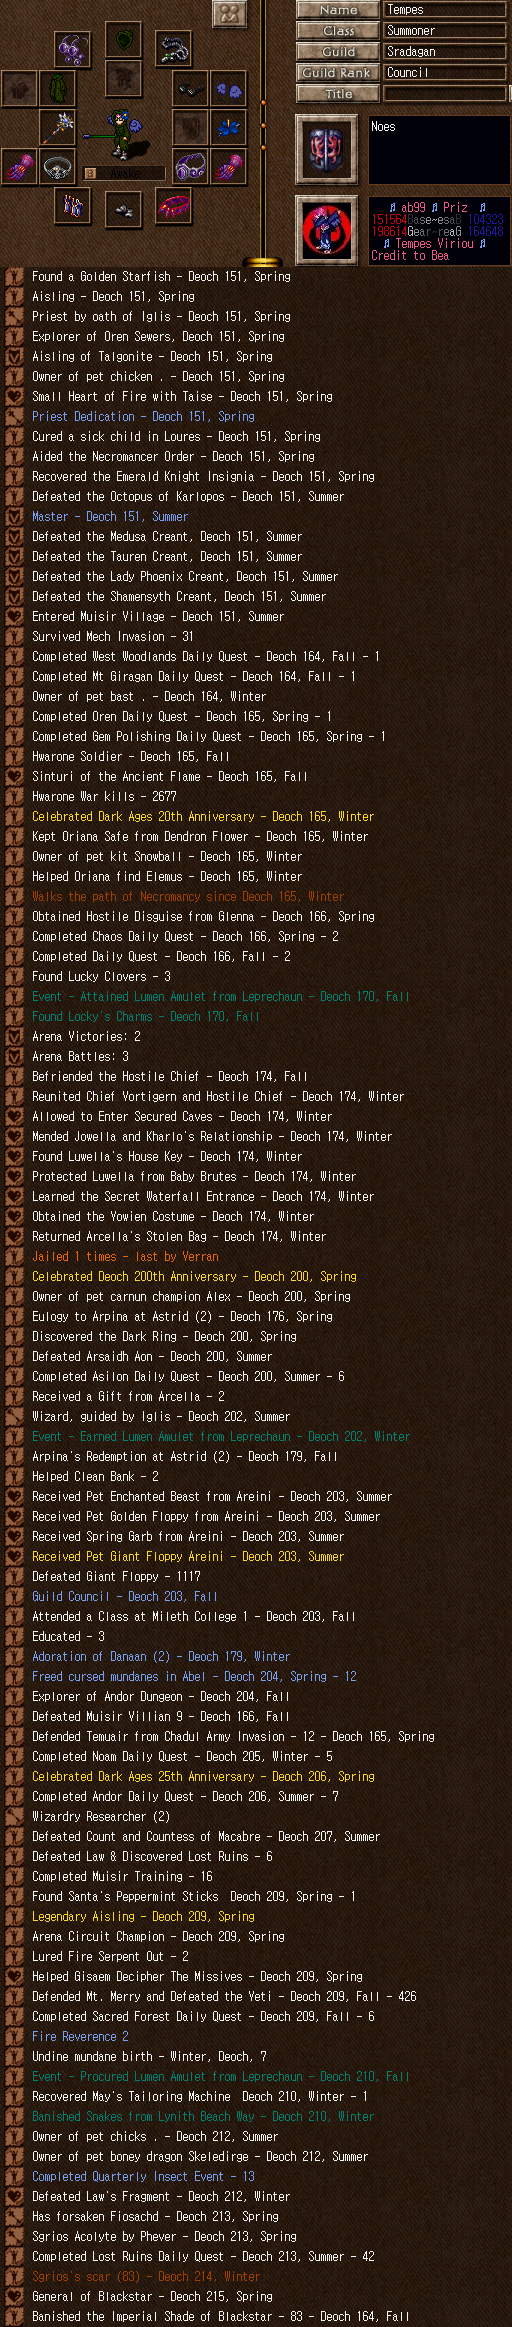 Name Tempes
Class Summoner
Guild Sradagan
Guild Rank Council
Title
Noes
Awake
♬ ab99 ♬ Priz ♬
151564Base~esaB 104323
198614Gear~reaG 164648
♬ Tempes Viriou ♬
Credit to Bea
Found a Golden Starfish - Deoch 151, Spring
Aisling - Deoch 151, Spring
Priest by oath of Iglis - Deoch 151, Spring
Explorer of Oren Sewers, Deoch 151, Spring
Aisling of Talgonite - Deoch 151, Spring
Owner of pet chicken . - Deoch 151, Spring
Small Heart of Fire with Taise - Deoch 151, Spring
Priest Dedication - Deoch 151, Spring
Cured a sick child in Loures - Deoch 151, Spring
Aided the Necromancer Order - Deoch 151, Spring
Recovered the Emerald Knight Insignia - Deoch 151, Spring
Defeated the Octopus of Karlopos - Deoch 151, Summer
Master - Deoch 151, Summer
Defeated the Medusa Creant, Deoch 151, Summer
Defeated the Tauren Creant, Deoch 151, Summer
Defeated the Lady Phoenix Creant, Deoch 151, Summer
Defeated the Shamensyth Creant, Deoch 151, Summer
Entered Muisir Village - Deoch 151, Summer
Survived Mech Invasion - 31
Completed West Woodlands Daily Quest - Deoch 164, Fall - 1
Completed Mt Giragan Daily Quest - Deoch 164, Fall - 1
Owner of pet bast . - Deoch 164, Winter
Completed Oren Daily Quest - Deoch 165, Spring - 1
Completed Gem Polishing Daily Quest - Deoch 165, Spring - 1
Hwarone Soldier - Deoch 165, Fall
Sinturi of the Ancient Flame - Deoch 165, Fall
Hwarone War kills - 2677
Celebrated Dark Ages 20th Anniversary - Deoch 165, Winter
Kept Oriana Safe from Dendron Flower - Deoch 165, Winter
Owner of pet kit Snowball - Deoch 165, Winter
Helped Oriana find Elemus - Deoch 165, Winter
Walks the path of Necromancy since Deoch 165, Winter
Obtained Hostile Disguise from Glenna - Deoch 166, Spring
Completed Chaos Daily Quest - Deoch 166, Spring - 2
Completed Daily Quest - Deoch 166, Fall - 2
Found Lucky Clovers - 3
Event - Attained Lumen Amulet from Leprechaun - Deoch 170, Fall
Found Locky's Charms - Deoch 170, Fall
Arena Victories: 2
Arena Battles: 3
Befriended the Hostile Chief - Deoch 174, Fall
Reunited Chief Vortigern and Hostile Chief - Deoch 174, Winter
Allowed to Enter Secured Caves - Deoch 174, Winter
Mended Jowella and Kharlo's Relationship - Deoch 174, Winter
Found Luwella's House Key - Deoch 174, Winter
Protected Luwella from Baby Brutes - Deoch 174, Winter
Learned the Secret Waterfall Entrance - Deoch 174, Winter
Obtained the Yowien Costume - Deoch 174, Winter
Returned Arcella's Stolen Bag - Deoch 174, Winter
Jailed 1 times - last by Verran
Celebrated Deoch 200th Anniversary - Deoch 200, Spring
Owner of pet carnun champion Alex - Deoch 200, Spring
Eulogy to Arpina at Astrid (2) - Deoch 176, Spring
Discovered the Dark Ring - Deoch 200, Spring
Defeated Arsaidh Aon - Deoch 200, Summer
Completed Asilon Daily Quest - Deoch 200, Summer - 6
Received a Gift from Arcella - 2
Wizard, guided by Iglis - Deoch 202, Summer
Event - Earned Lumen Amulet from Leprechaun - Deoch 202, Winter
Arpina's Redemption at Astrid (2) - Deoch 179, Fall
Helped Clean Bank - 2
Received Pet Enchanted Beast from Areini - Deoch 203, Summer
Received Pet Golden Floppy from Areini - Deoch 203, Summer
Received Spring Garb from Areini - Deoch 203, Summer
Received Pet Giant Floppy Areini - Deoch 203, Summer
Defeated Giant Floppy - 1117
Guild Council - Deoch 203, Fall
Attended a Class at Mileth College 1 - Deoch 203, Fall
Educated - 3
Adoration of Danaan (2) - Deoch 179, Winter
Freed cursed mundanes in Abel - Deoch 204, Spring - 12
Explorer of Andor Dungeon - Deoch 204, Fall
Defeated Muisir Villian 9 - Deoch 166, Fall
Defended Temuair from Chadul Army Invasion - 12 - Deoch 165, Spring
Completed Noam Daily Quest - Deoch 205, Winter - 5
Celebrated Dark Ages 25th Anniversary - Deoch 206, Spring
Completed Andor Daily Quest - Deoch 206, Summer - 7
Wizardry Researcher (2)
Defeated Count and Countess of Macabre - Deoch 207, Summer
Defeated Law & Discovered Lost Ruins - 6
Completed Muisir Training - 16
Found Santa's Peppermint Sticks  Deoch 209, Spring - 1
Legendary Aisling - Deoch 209, Spring
Arena Circuit Champion - Deoch 209, Spring
Lured Fire Serpent Out - 2
Helped Gisaem Decipher The Missives - Deoch 209, Spring
Defended Mt. Merry and Defeated the Yeti - Deoch 209, Fall - 426
Completed Sacred Forest Daily Quest - Deoch 209, Fall - 6
Fire Reverence 2
Undine mundane birth - Winter, Deoch, 7
Event - Procured Lumen Amulet from Leprechaun - Deoch 210, Fall
Recovered May's Tailoring Machine  Deoch 210, Winter - 1
Banished Snakes from Lynith Beach Way - Deoch 210, Winter
Owner of pet chicks . - Deoch 212, Summer
Owner of pet boney dragon Skeledirge - Deoch 212, Summer
Completed Quarterly Insect Event - 13
Defeated Law's Fragment - Deoch 212, Winter
Has forsaken Fiosachd - Deoch 213, Spring
Sgrios Acolyte by Phever - Deoch 213, Spring
Completed Lost Ruins Daily Quest - Deoch 213, Summer - 42
Sgrios's scar (83) - Deoch 214, Winter
General of Blackstar - Deoch 215, Spring
Banished the Imperial Shade of Blackstar - 83 - Deoch 164, Fall